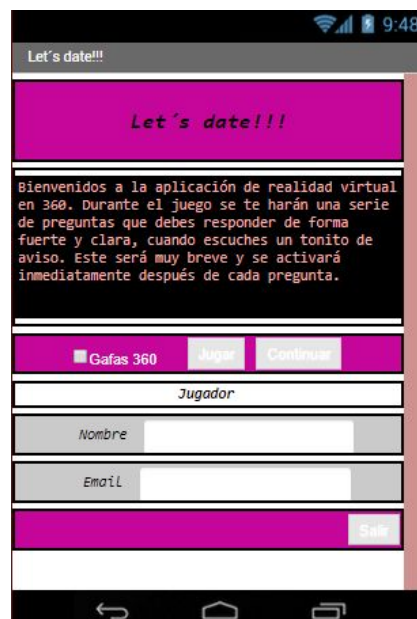 9:48
Let´s date!!!
Let´s date!!!
Bienvenidos a la aplicación de realidad virtual
en 360. Durante el juego se te harán una serie
de preguntas que debes responder de forma
fuerte y clara, cuando escuches un tonito de
aviso. Este será muy breve y se activará
inmediatamente después de cada pregunta.
Gafas 360 Jugar Continuar
Jugador
Nombre
Email
Salir